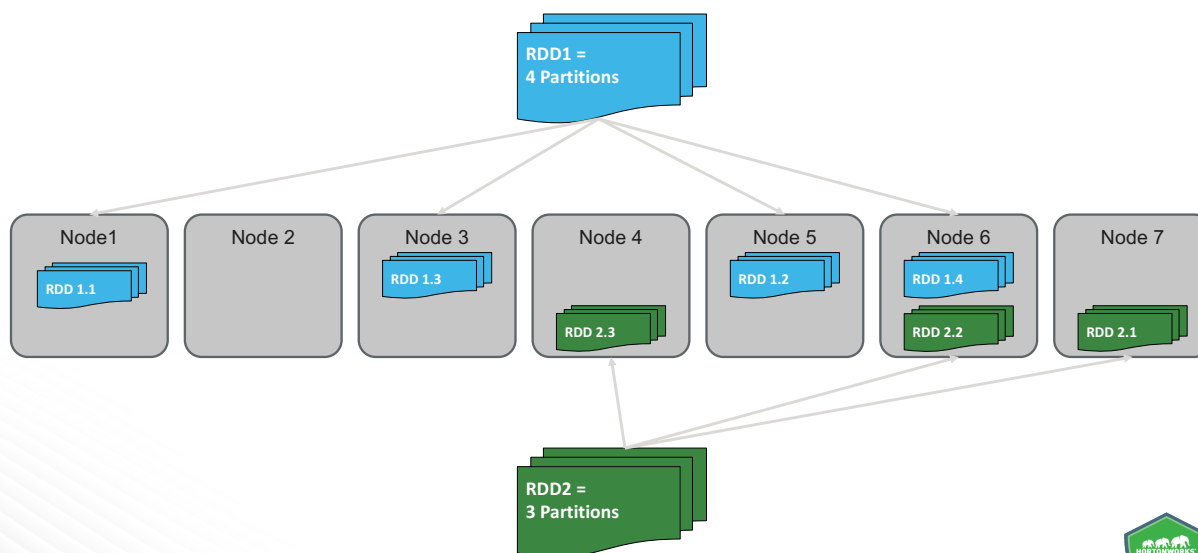 RDD1 =
4 Partitions
Node1
Node 2
Node 3
Node 4
Node 5
Node 6
Node 7
RDD 1.1
RDD 1.3
RDD 1.2
RDD 1.4
RDD 2.3
RDD 2.2
RDD 2.1
RDD2 =
3 Partitions
HORTONWORKS